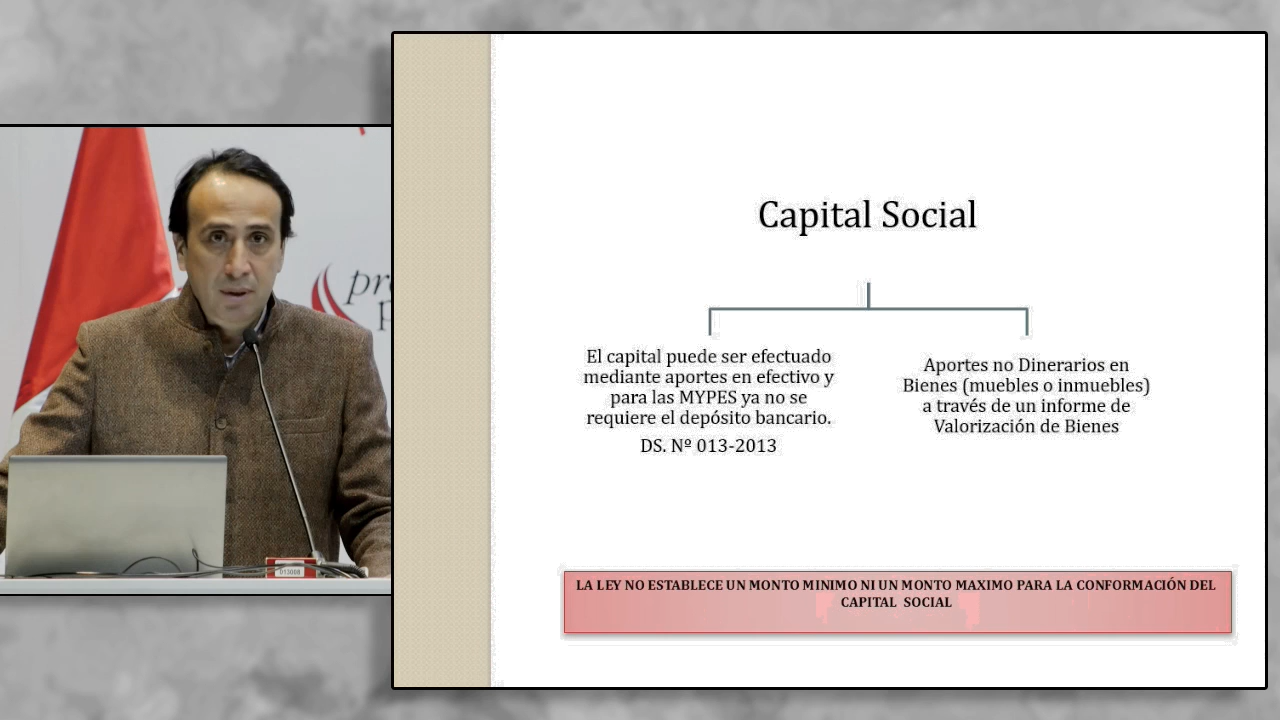 Capital Social
El capital puede ser efectuado
mediante aportes en efectivo y
para las MYPES ya no se
requiere el depósito bancario.
DS. Nº 013-2013
Aportes no Dinerarios en
Bienes (muebles o inmuebles)
a través de un informe de
Valorización de Bienes
LA LEY NO ESTABLECE UN MONTO MINIMO NI UN MONTO MAXIMO PARA LA CONFORMACIÓN DEL
CAPITAL SOCIAL